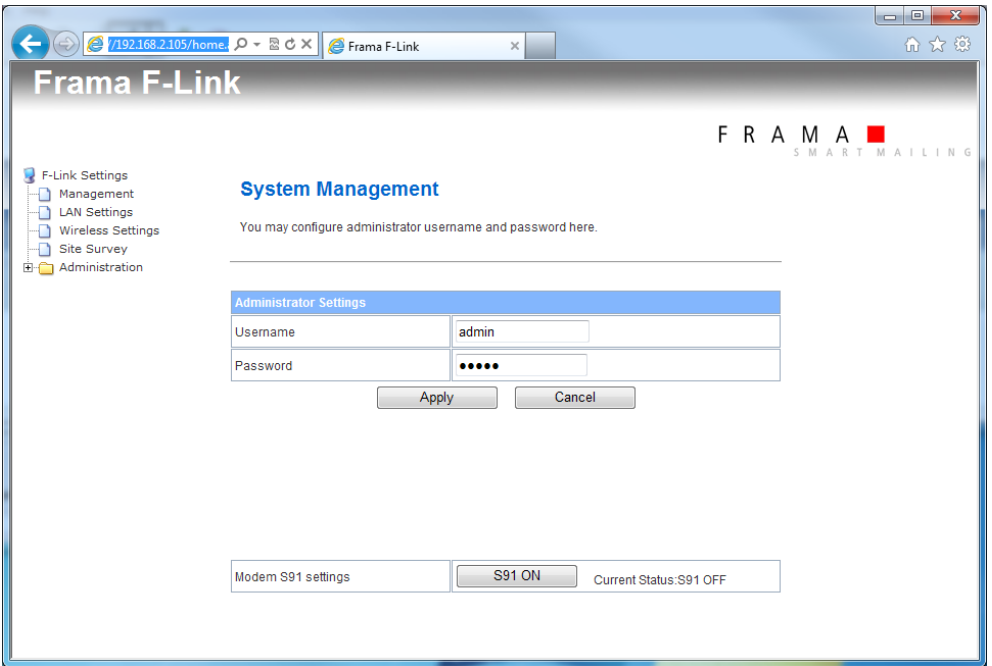 //192.168.2.105/home.
Frama F-Link
Frama F-Link
FRAMA
SMART MAILING
F-Link Settings
Management
LAN Settings
Wireless Settings
Site Survey
Administration
System Management
You may configure administrator username and password here.
Administrator Settings
Username admin
Password •••••
Apply Cancel
Modem S91 settings S91 ON Current Status:S91 OFF